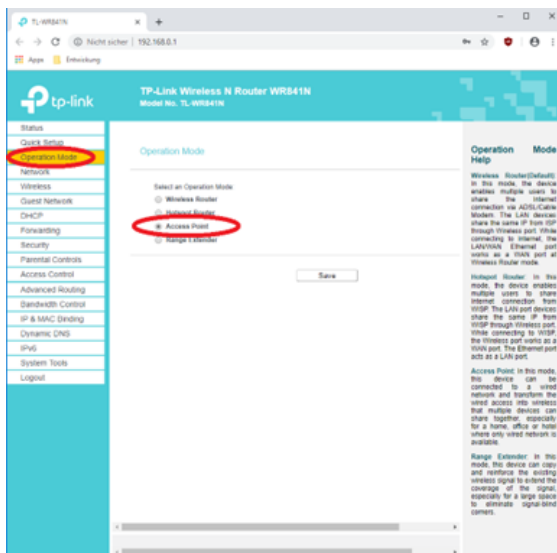 TL-WR841N
Nicht sicher | 192.168.0.1
Apps Entwicklung
tp-link
TP-Link Wireless N Router WR841N
Model No. TL-WR841N
Status
Quick Setup
Operation Mode
Network
Wireless
Guest Network
DHCP
Forwarding
Security
Parental Controls
Access Control
Advanced Routing
Bandwidth Control
IP & MAC Binding
Dynamic DNS
IPv6
System Tools
Logout
Operation Mode
Select an Operation Mode:
Wireless Router
Hotspot Router
Access Point
Range Extender
Save
Operation Mode
Help
Wireless Router(Default):
In this mode, the device
enables multiple users to
share the Internet
connection via ADSL/Cable
Modem. The LAN devices
share the same IP from ISP
through Wireless port. While
connecting to Internet, the
LAN/WAN Ethernet port
works as a WAN port at
Wireless Router mode.
Hotspot Router: In this
mode, the device enables
multiple users to share
Internet connection from
WISP. The LAN port devices
share the same IP from
WISP through Wireless port.
While connecting to WISP,
the Wireless port works as a
WAN port. The Ethernet port
acts as a LAN port.
Access Point: In this mode,
this device can be
connected to a wired
network and transform the
wired access into wireless
that multiple devices can
share together, especially
for a home, office or hotel
where only wired network is
available.
Range Extender: In this
mode, this device can copy
and reinforce the existing
wireless signal to extend the
coverage of the signal,
especially for a large space
to eliminate signal-blind
corners.